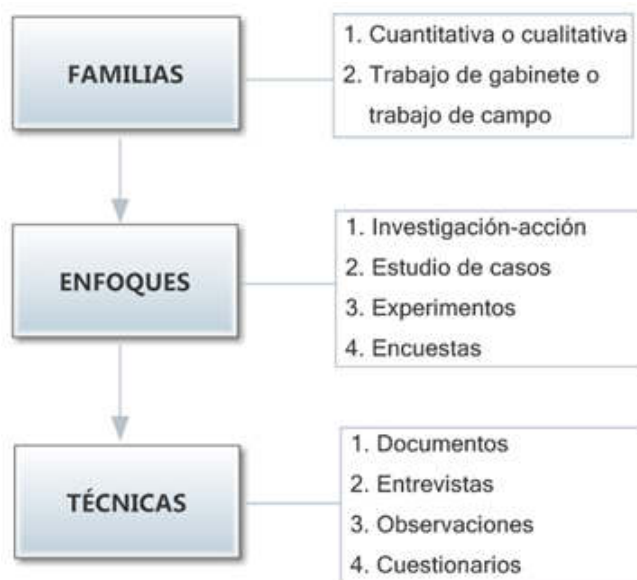 FAMILIAS
1. Cuantitativa o cualitativa
2. Trabajo de gabinete o
trabajo de campo
ENFOQUES
1. Investigación-acción
2. Estudio de casos
3. Experimentos
4. Encuestas
TÉCNICAS
1. Documentos
2. Entrevistas
3. Observaciones
4. Cuestionarios